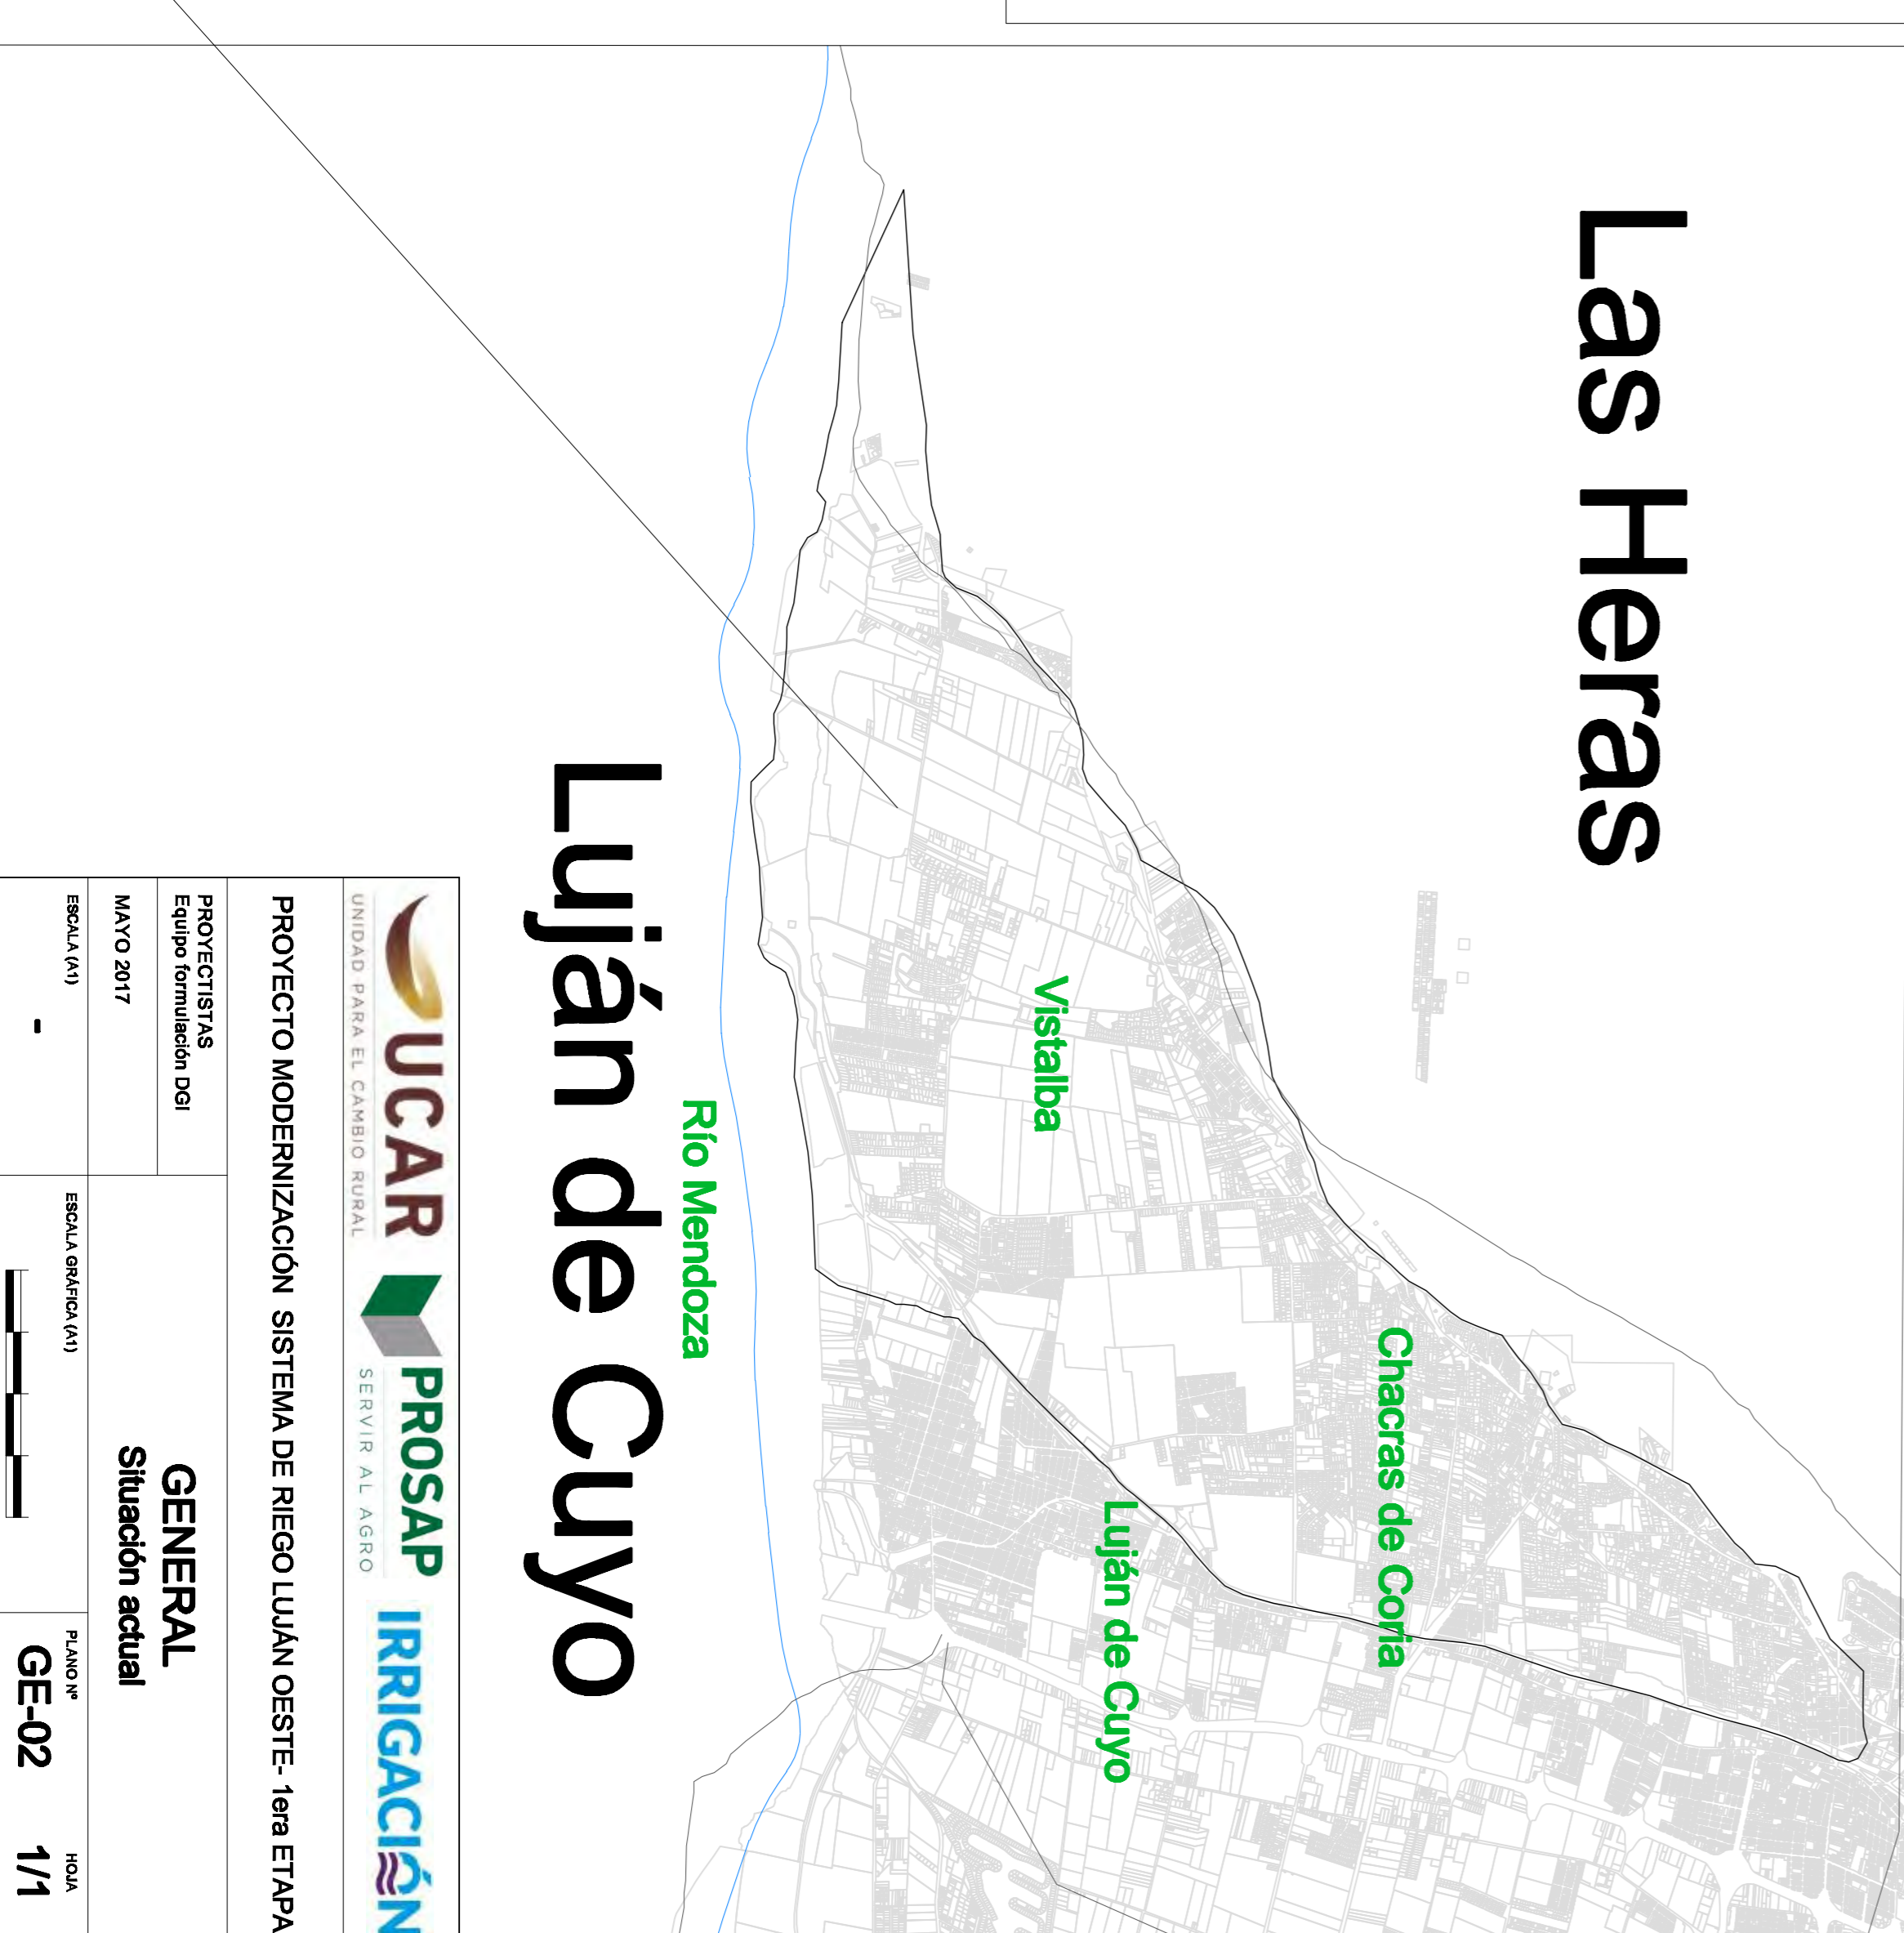 Las Heras
Chacras de Coria
Vistalba
Luján de Cuyo
Río Mendoza
Luján de Cuyo
UCAR
UNIDAD PARA EL CAMBIO RURAL
PROSAP
SERVIR AL AGRO
IRRIGACIÓN
PROYECTO MODERNIZACIÓN SISTEMA DE RIEGO LUJÁN OESTE- 1era ETAPA
PROYECTISTAS
Equipo formulación DGI
MAYO 2017
GENERAL
Situación actual
ESCALA (A1)
-
ESCALA GRÁFICA (A1)
PLANO Nº
GE-02
HOJA
1/1